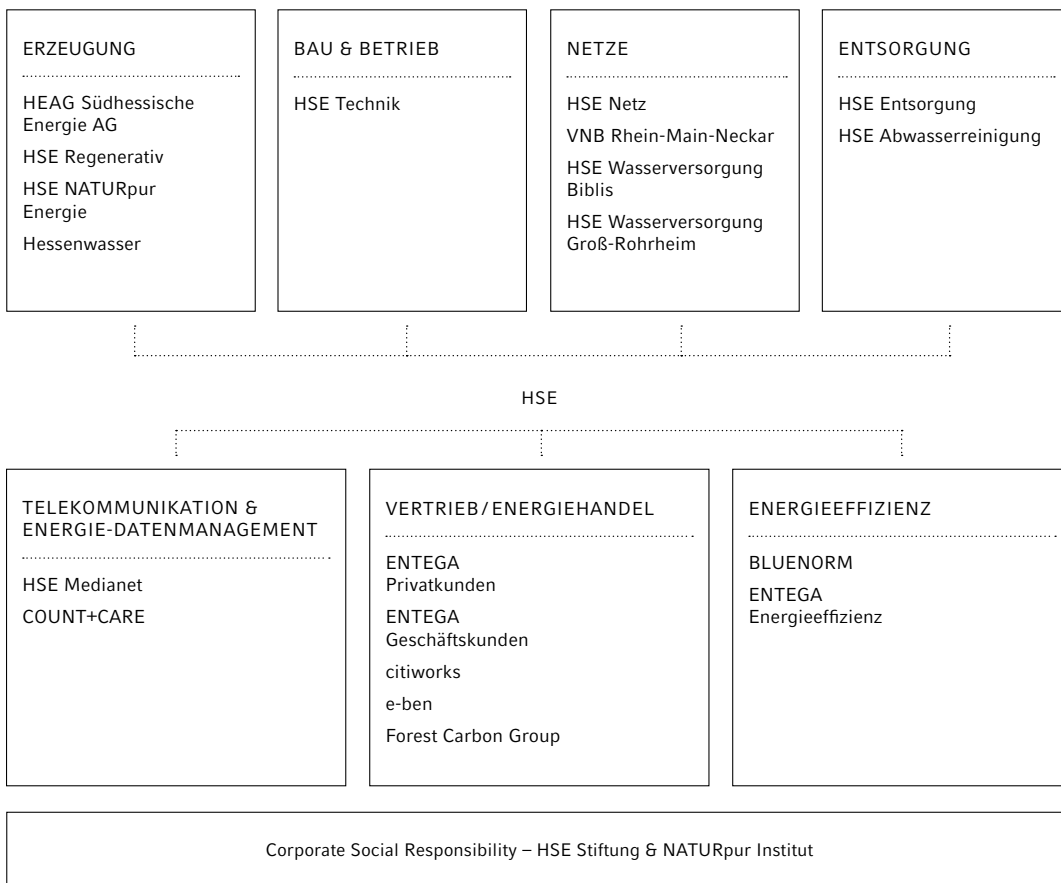 ERZEUGUNG
HEAG Südhessische
Energie AG
HSE Regenerativ
HSE NATURpur
Energie
Hessenwasser
BAU & BETRIEB
HSE Technik
NETZE
HSE Netz
VNB Rhein-Main-Neckar
HSE Wasserversorgung
Biblis
HSE Wasserversorgung
Groß-Rohrheim
ENTSORGUNG
HSE Entsorgung
HSE Abwasserreinigung
HSE
TELEKOMMUNIKATION &
ENERGIE-DATENMANAGEMENT
HSE Medianet
COUNT+CARE
VERTRIEB/ENERGIEHANDEL
ENTEGA
Privatkunden
ENTEGA
Geschäftskunden
citiworks
e-ben
Forest Carbon Group
ENERGIEEFFIZIENZ
BLUENORM
ENTEGA
Energieeffizienz
Corporate Social Responsibility – HSE Stiftung & NATURpur Institut